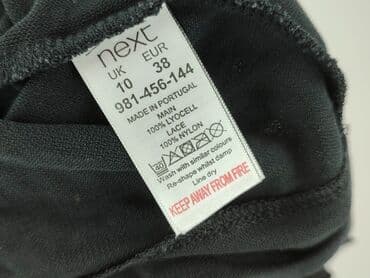 next
UK EUR
10 38
981-456-144
MADE IN PORTUGAL
MAIN
100% LYOCELL
LACE
100% NYLON
40
Wash with similar colours
Re-shape whilst damp
Line dry
KEEP AWAY FROM FIRE